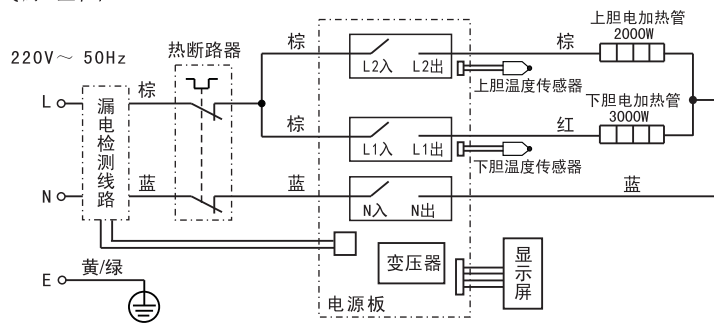 上胆电加热管
2000W
220V～ 50Hz
热断路器
棕
棕
L2入
L2出
上胆温度传感器
L
棕
漏电检测线路
下胆电加热管
3000W
棕
红
L1入
L1出
下胆温度传感器
N
蓝
蓝
蓝
N入
N出
E
黄/绿
变压器
显示屏
电源板